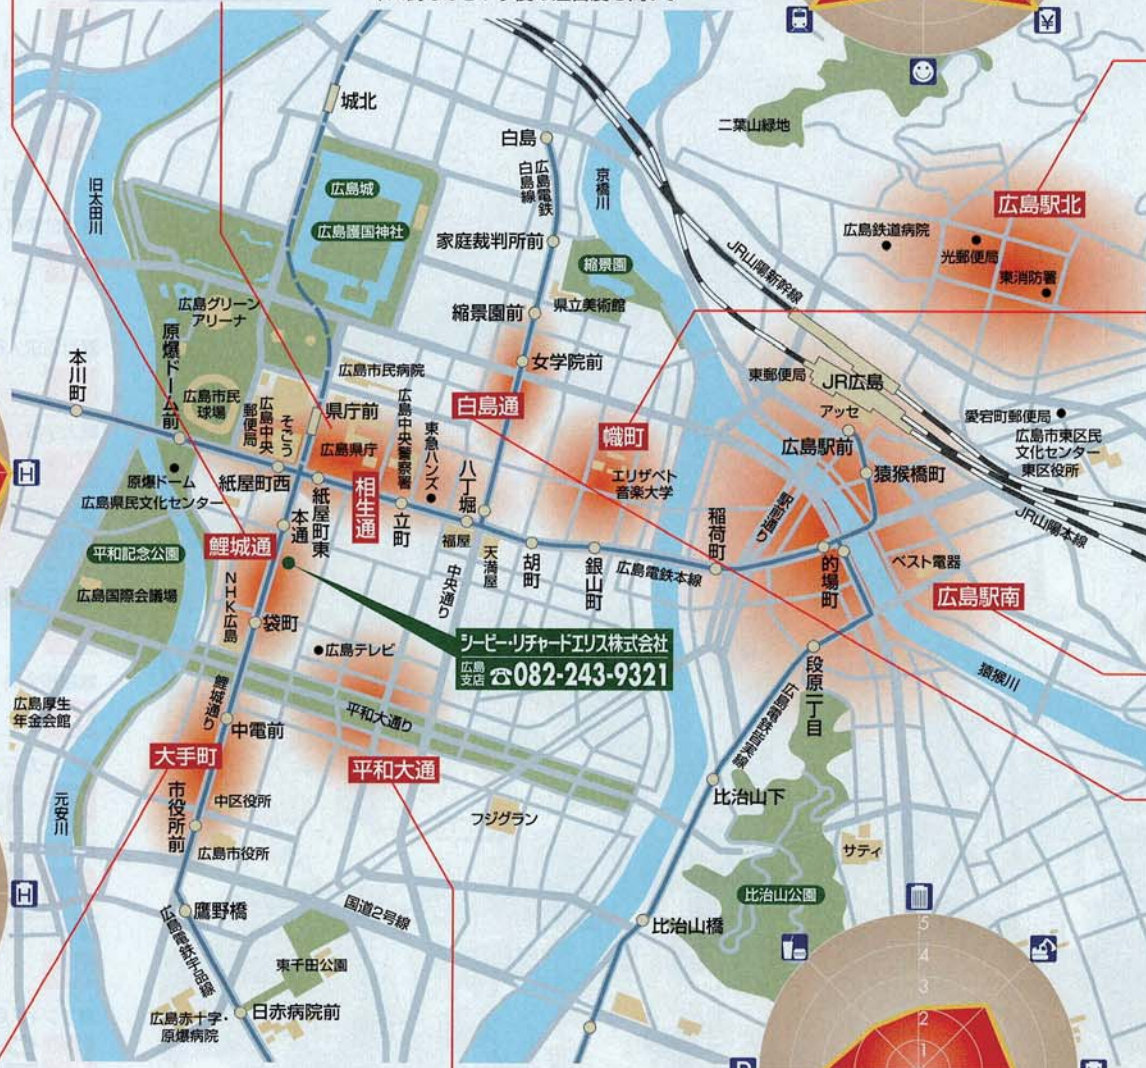 城北
白島
二葉山緑地
旧太田川
広島城
広島電鉄
白島線
京橋川
広島駅北
広島護国神社
家庭裁判所前
広島鉄道病院
光郵便局
縮景園
JR山陽新幹線
東消防署
広島グリーン
アリーナ
縮景園前
県立美術館
原爆ドーム前
本川町
広島市民病院
女学院前
東郵便局
JR広島
広島市民
球場
広島中央
郵便局
そごう
県庁前
広島中央警察署
白島通
アッセ
愛宕町郵便局
広島県庁
東急ハンズ
幟町
広島駅前
広島市東区民
文化センター
東区役所
原爆ドーム
紙屋町西
八丁堀
エリザベト
音楽大学
猿猴橋町
広島県民文化センター
紙屋町東
相生通
立町
駅前通り
JR山陽本線
本通
稲荷町
平和記念公園
鯉城通
福屋
天満屋
胡町
銀山町
広島電鉄本線
的場町
ベスト電器
NHK広島
中央通り
広島国際会議場
広島駅南
袋町
シービー・リチャードエリス株式会社
広島
支店
☎082-243-9321
広島テレビ
段原一丁目
猿猴川
広島厚生
年金会館
鯉城通り
平和大通り
広島電鉄皆実線
中電前
大手町
平和大通
元安川
市役所前
中区役所
比治山下
フジグラン
広島市役所
サティ
国道2号線
比治山公園
鷹野橋
比治山橋
広島電鉄宇品線
東千田公園
日赤病院前
広島赤十字・
原爆病院
¥
H
H
5
4
3
2
1